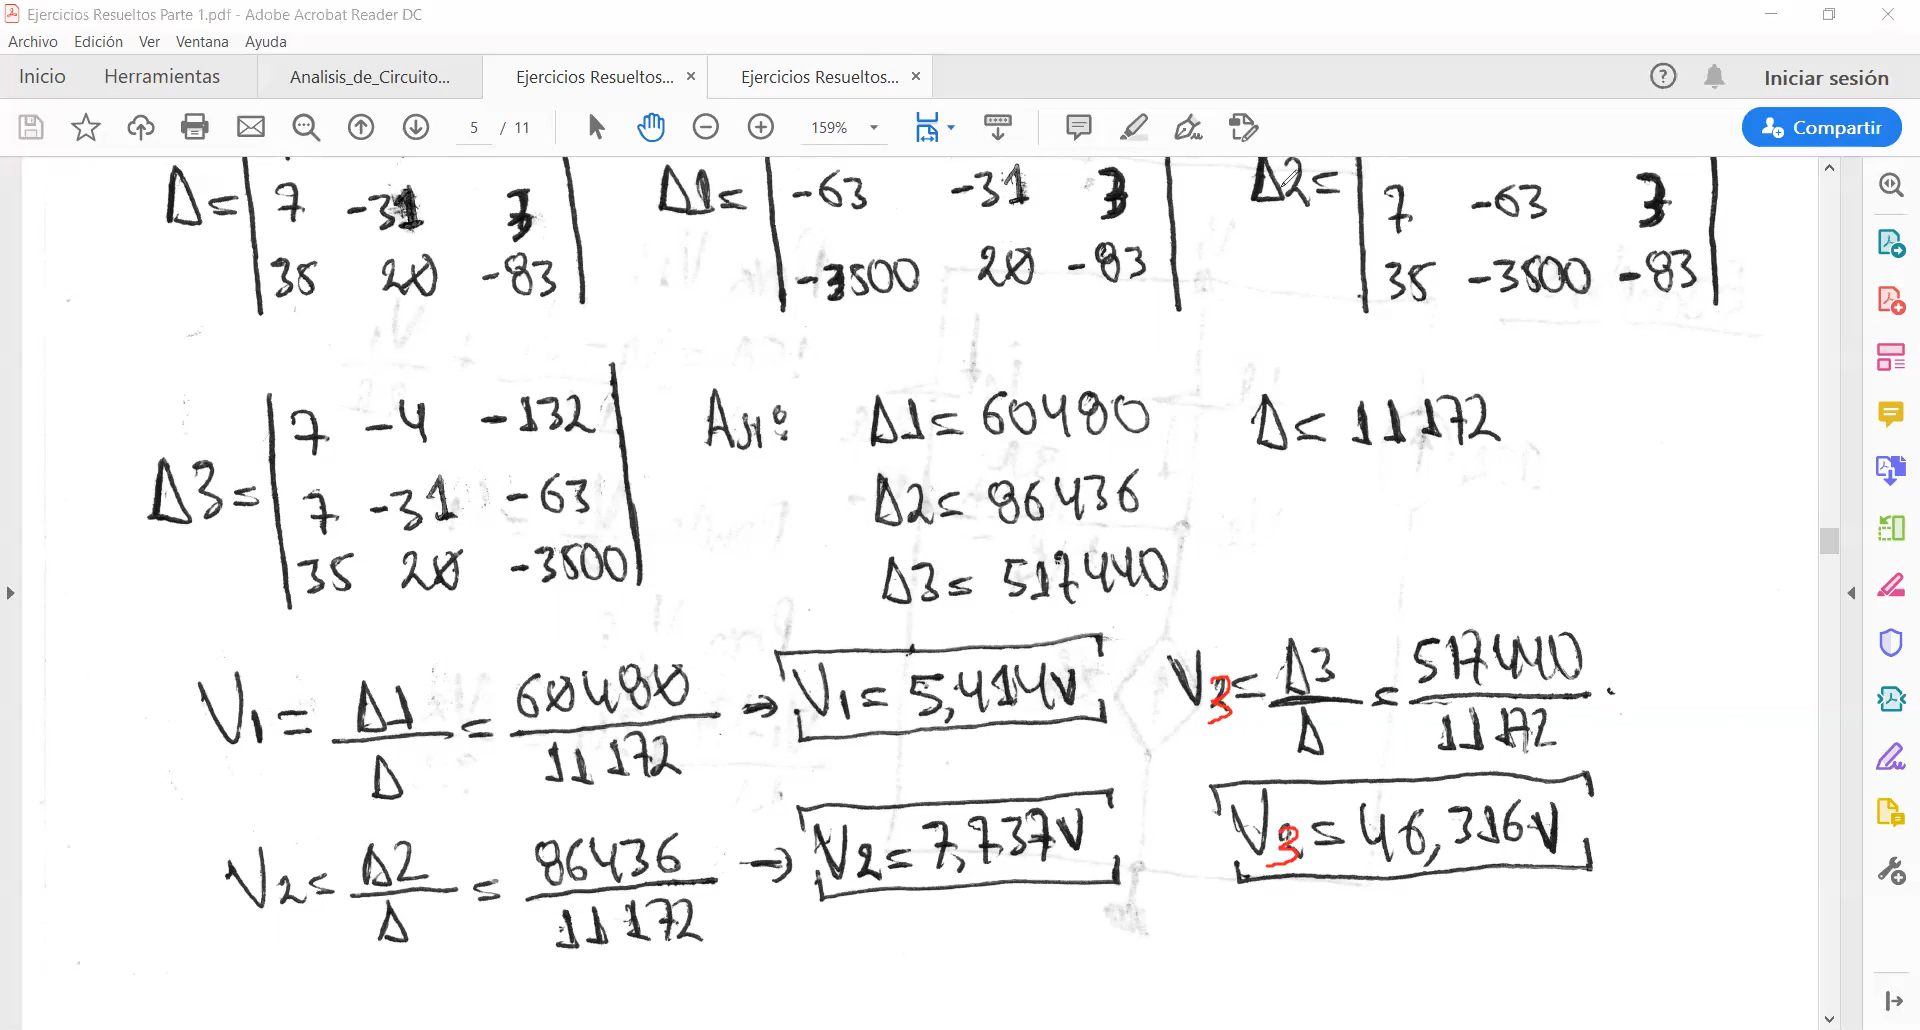 Ejercicios Resueltos Parte 1.pdf - Adobe Acrobat Reader DC
Archivo Edición Ver Ventana Ayuda
Inicio Herramientas Analisis_de_Circuito... Ejercicios Resueltos... × Ejercicios Resueltos... × Iniciar sesión
5 / 11 159% Compartir
Δ= | 7 -31 3 | Δ1= | -63 -31 3 | Δ2= | 7 -63 3 |
| 35 20 -83 | | -3500 20 -83 | | 35 -3500 -83 |
Δ3= | 7 -4 -132 |
| 7 -31 -63 |
| 35 20 -3500 |
Así: Δ1= 60480 Δ= 11172
Δ2= 86436
Δ3= 517440
V1 = Δ1/Δ = 60480/11172 → V1= 5,414V
V3= Δ3/Δ = 517440/11172.
V2= Δ2/Δ = 86436/11172 → V2= 7,737V
V3= 46,316V